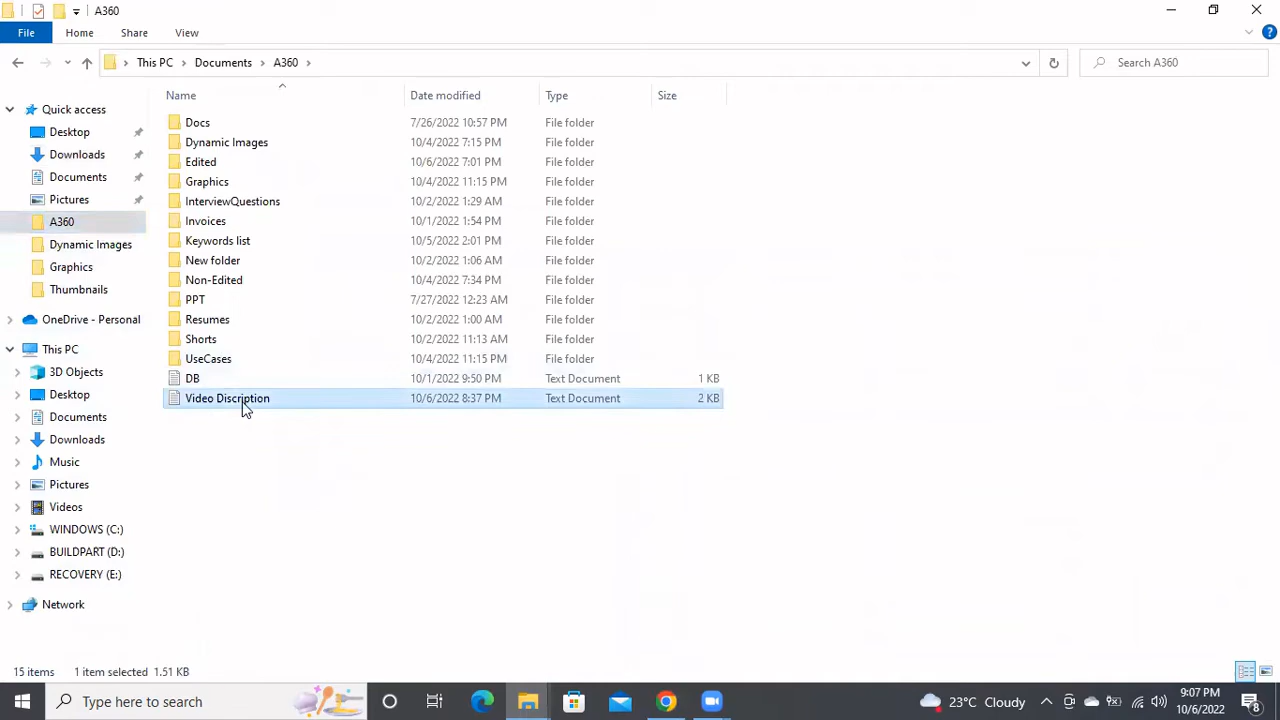 A360
File Home Share View
This PC Documents A360 Search A360
Name Date modified Type Size
Quick access
Desktop
Downloads
Documents
Pictures
A360
Dynamic Images
Graphics
Thumbnails
OneDrive - Personal
This PC
3D Objects
Desktop
Documents
Downloads
Music
Pictures
Videos
WINDOWS (C:)
BUILDPART (D:)
RECOVERY (E:)
Network
Docs 7/26/2022 10:57 PM File folder
Dynamic Images 10/4/2022 7:15 PM File folder
Edited 10/6/2022 7:01 PM File folder
Graphics 10/4/2022 11:15 PM File folder
InterviewQuestions 10/2/2022 1:29 AM File folder
Invoices 10/1/2022 1:54 PM File folder
Keywords list 10/5/2022 2:01 PM File folder
New folder 10/2/2022 1:06 AM File folder
Non-Edited 10/4/2022 7:34 PM File folder
PPT 7/27/2022 12:23 AM File folder
Resumes 10/2/2022 1:00 AM File folder
Shorts 10/2/2022 11:13 AM File folder
UseCases 10/4/2022 11:15 PM File folder
DB 10/1/2022 9:50 PM Text Document 1 KB
Video Discription 10/6/2022 8:37 PM Text Document 2 KB
15 items 1 item selected 1.51 KB
Type here to search
23°C Cloudy
9:07 PM
10/6/2022
8